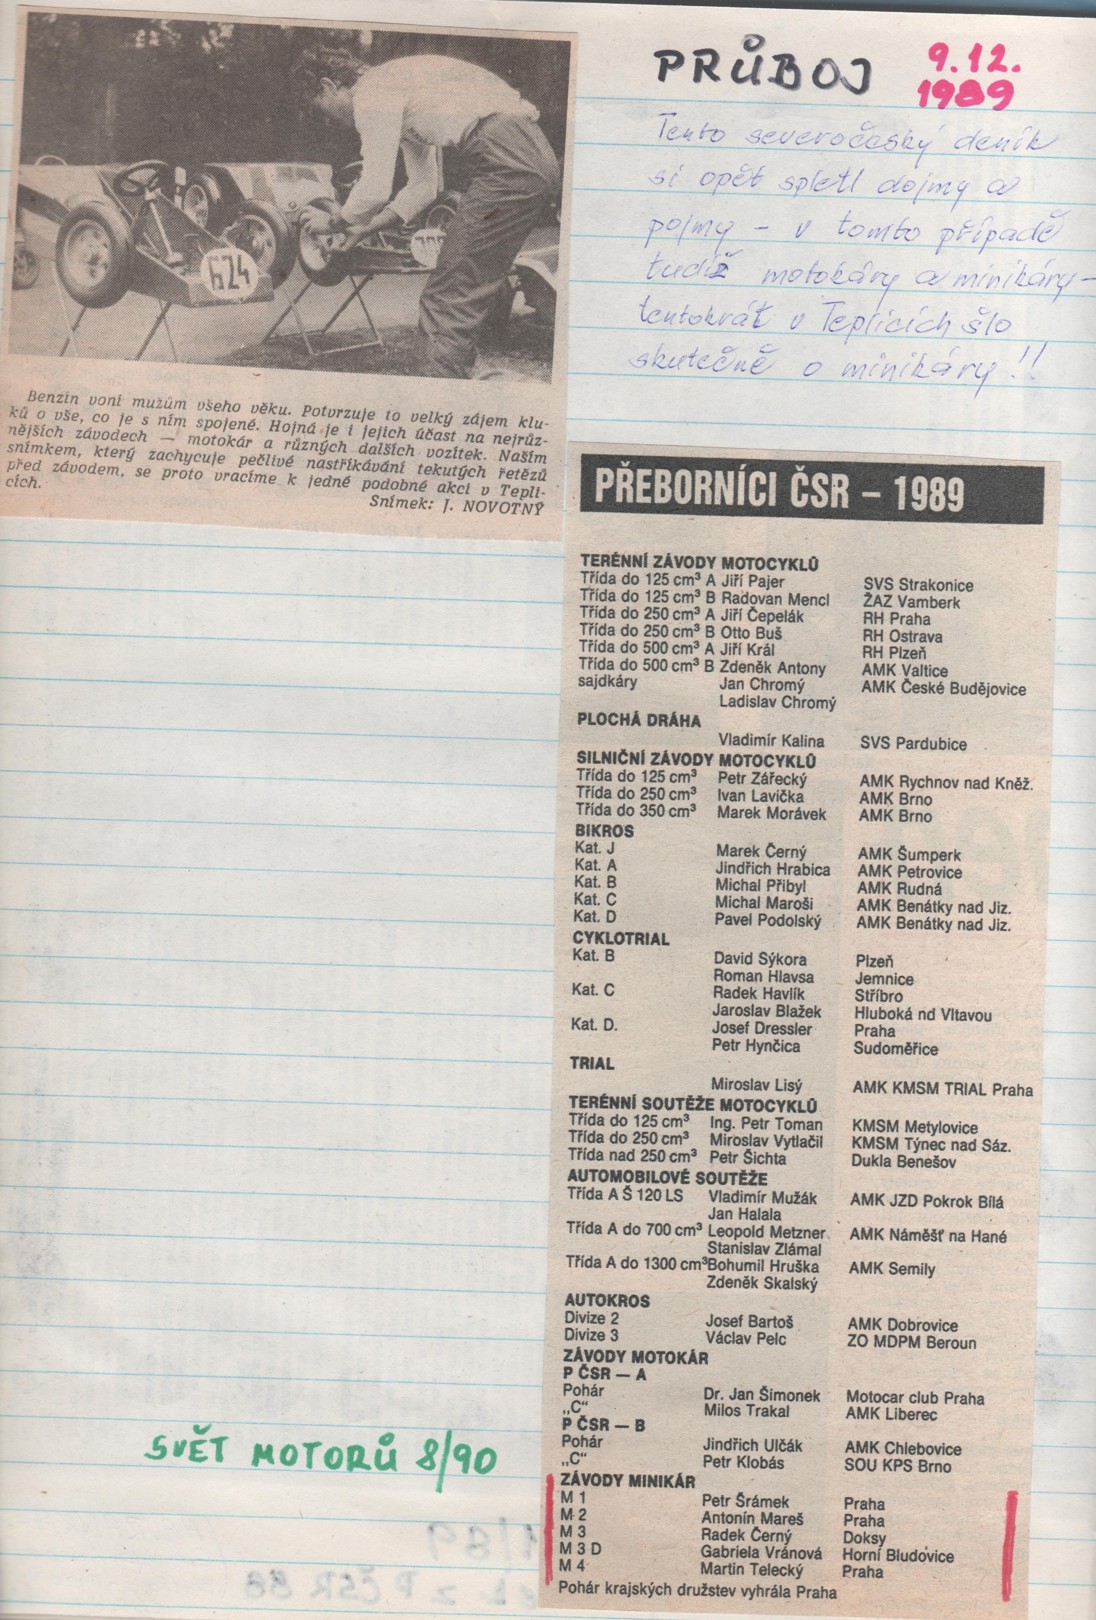 624
Benzín voní mužům všeho věku. Potvrzuje to velký zájem klu-
ků o vše, co je s ním spojené. Hojná je i jejich účast na nejrůz-
nějších závodech — motokár a různých dalších vozítek. Naším
snímkem, který zachycuje pečlivé nastříkávání tekutých řetězů
před závodem, se proto vracíme k jedné podobné akci v Tepli-
cích.
Snímek: J. NOVOTNÝ
PRŮBOJ 9.12.
1989
Tento severočeský deník
si opět spletl dojmy a
pojmy - v tomto případě
tudíž motokáry a minikáry -
tentokrát v Teplicích šlo
skutečně o minikáry!!
PŘEBORNÍCI ČSR – 1989
TERÉNNÍ ZÁVODY MOTOCYKLŮ
Třída do 125 cm³ A Jiří Pajer SVS Strakonice
Třída do 125 cm³ B Radovan Mencl ŽAZ Vamberk
Třída do 250 cm³ A Jiří Čepelák RH Praha
Třída do 250 cm³ B Otto Buš RH Ostrava
Třída do 500 cm³ A Jiří Král RH Plzeň
Třída do 500 cm³ B Zdeněk Antony AMK Valtice
sajdkáry Jan Chromý AMK České Budějovice
Ladislav Chromý
PLOCHÁ DRÁHA
Vladimír Kalina SVS Pardubice
SILNIČNÍ ZÁVODY MOTOCYKLŮ
Třída do 125 cm³ Petr Zářecký AMK Rychnov nad Kněž.
Třída do 250 cm³ Ivan Lavička AMK Brno
Třída do 350 cm³ Marek Morávek AMK Brno
BIKROS
Kat. J Marek Černý AMK Šumperk
Kat. A Jindřich Hrabica AMK Petrovice
Kat. B Michal Přibyl AMK Rudná
Kat. C Michal Maroši AMK Benátky nad Jiz.
Kat. D Pavel Podolský AMK Benátky nad Jiz.
CYKLOTRIAL
Kat. B David Sýkora Plzeň
Roman Hlavsa Jemnice
Kat. C Radek Havlík Stříbro
Jaroslav Blažek Hluboká nd Vltavou
Kat. D. Josef Dressler Praha
Petr Hynčica Sudoměřice
TRIAL
Miroslav Lisý AMK KMSM TRIAL Praha
TERÉNNÍ SOUTĚŽE MOTOCYKLŮ
Třída do 125 cm³ Ing. Petr Toman KMSM Metylovice
Třída do 250 cm³ Miroslav Vytlačil KMSM Týnec nad Sáz.
Třída nad 250 cm³ Petr Šichta Dukla Benešov
AUTOMOBILOVÉ SOUTĚŽE
Třída A Š 120 LS Vladimír Mužák AMK JZD Pokrok Bílá
Jan Halala
Třída A do 700 cm³ Leopold Metzner AMK Náměšť na Hané
Stanislav Zlámal
Třída A do 1300 cm³ Bohumil Hruška AMK Semily
Zdeněk Skalský
AUTOKROS
Divize 2 Josef Bartoš AMK Dobrovice
Divize 3 Václav Pelc ZO MDPM Beroun
ZÁVODY MOTOKÁR
P ČSR — A
Pohár Dr. Jan Šimonek Motocar club Praha
„C“ Milos Trakal AMK Liberec
P ČSR — B
Pohár Jindřich Ulčák AMK Chlebovice
„C“ Petr Klobás SOU KPS Brno
ZÁVODY MINIKÁR
M 1 Petr Šrámek Praha
M 2 Antonín Mareš Praha
M 3 Radek Černý Doksy
M 3 D Gabriela Vránová Horní Bludovice
M 4 Martin Telecký Praha
Pohár krajských družstev vyhrála Praha
SVĚT MOTORŮ 8/90